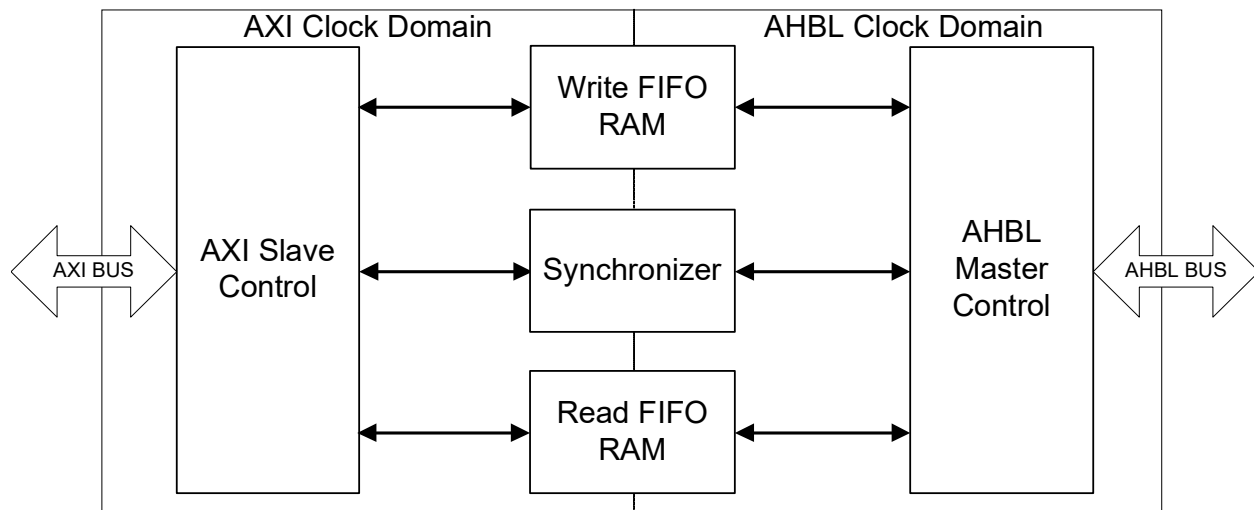 AXI Clock Domain
AHBL Clock Domain
Write FIFO
RAM
AXI BUS
AXI Slave
Control
Synchronizer
AHBL
Master
Control
AHBL BUS
Read FIFO
RAM